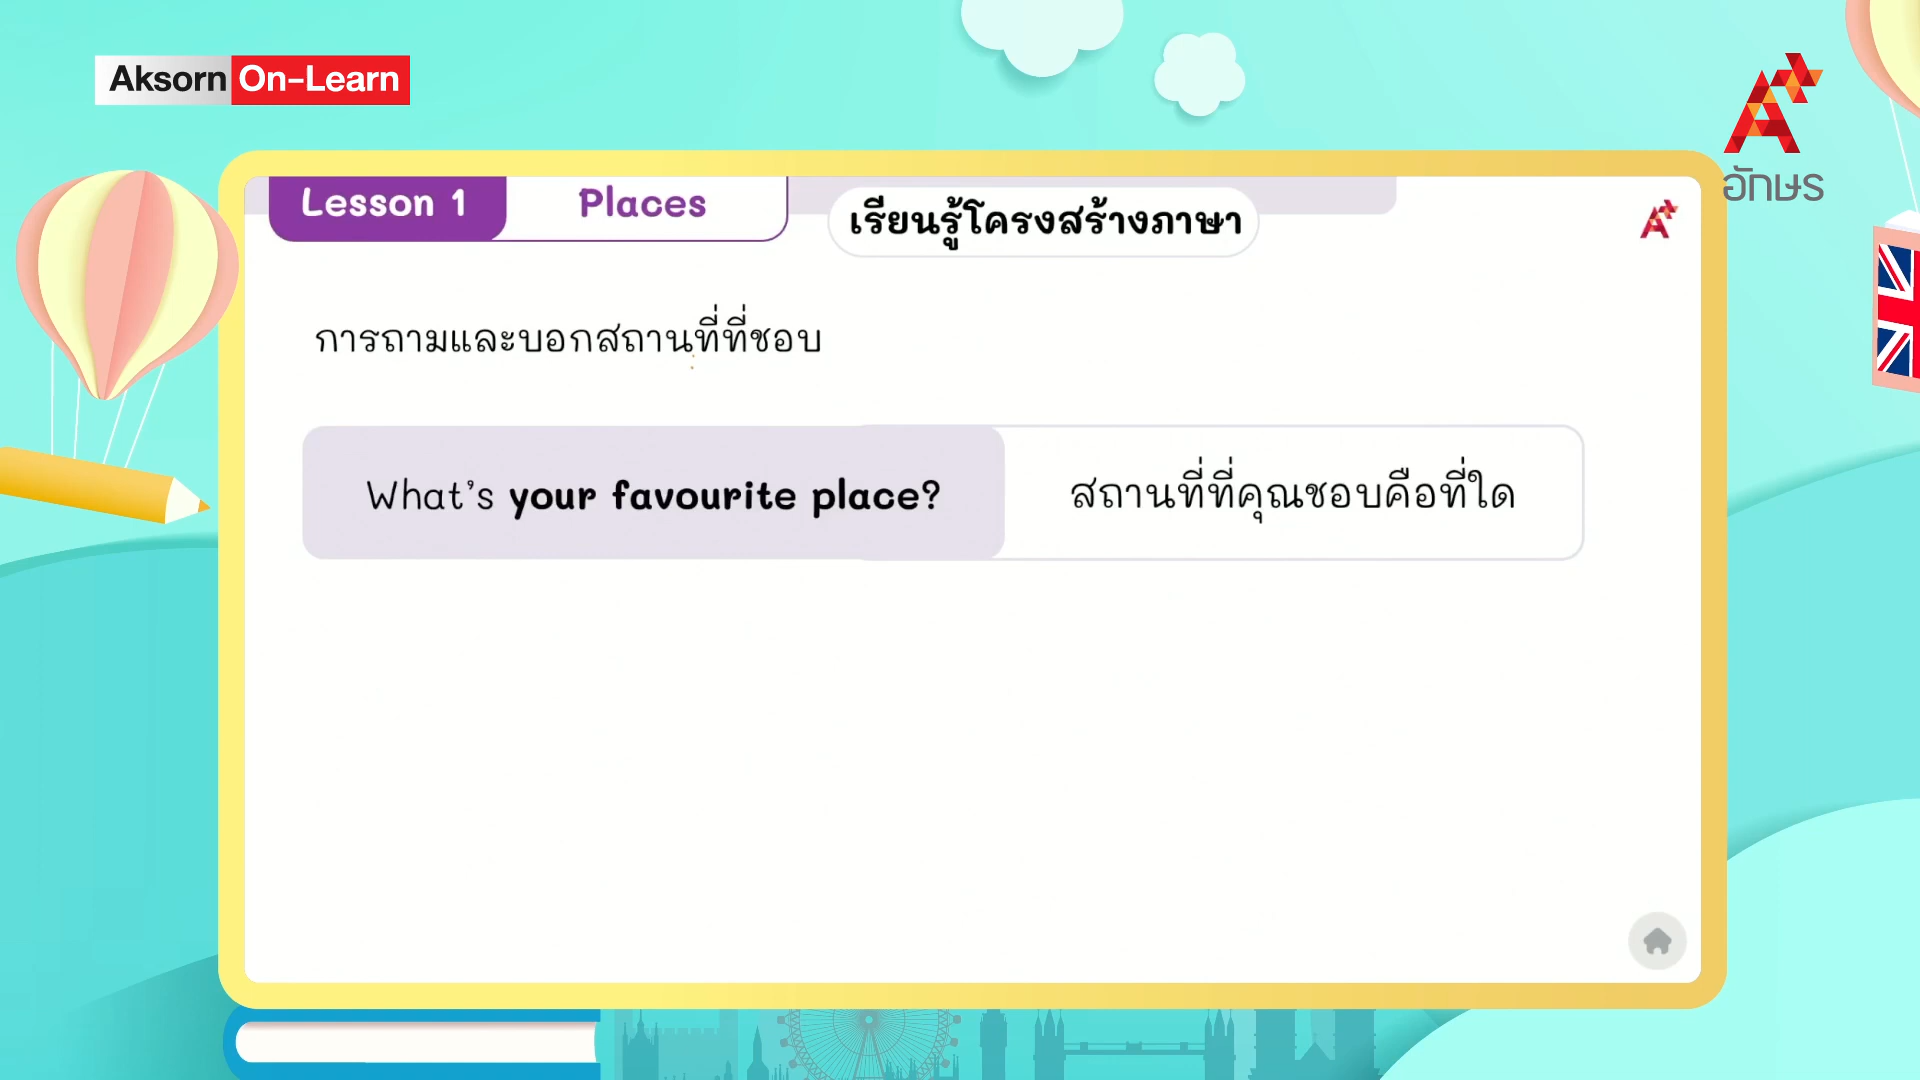 Aksorn On-Learn
อักษร
Lesson 1 Places เรียนรู้โครงสร้างภาษา
การถามและบอกสถานที่ที่ชอบ
What's your favourite place? สถานที่ที่คุณชอบคือที่ใด